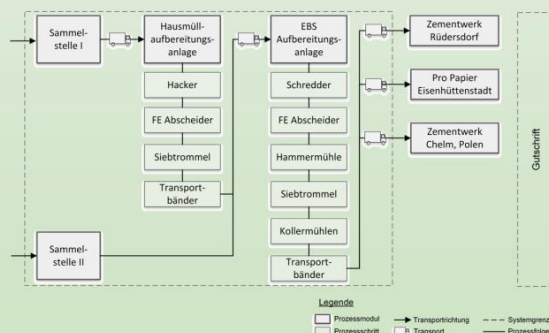 Sammel-
stelle I
Hausmüll-
aufbereitungs-
anlage
Hacker
FE Abscheider
Siebtrommel
Transport-
bänder
Sammel-
stelle II
EBS
Aufbereitungs-
anlage
Schredder
FE Abscheider
Hammermühle
Siebtrommel
Kollermühlen
Transport-
bänder
Zementwerk
Rüdersdorf
Pro Papier
Eisenhüttenstadt
Zementwerk
Chelm, Polen
Gutschrift
Legende
Prozessmodul
Transportrichtung
Systemgrenz
Prozessschritt
Transport
Prozessfolge